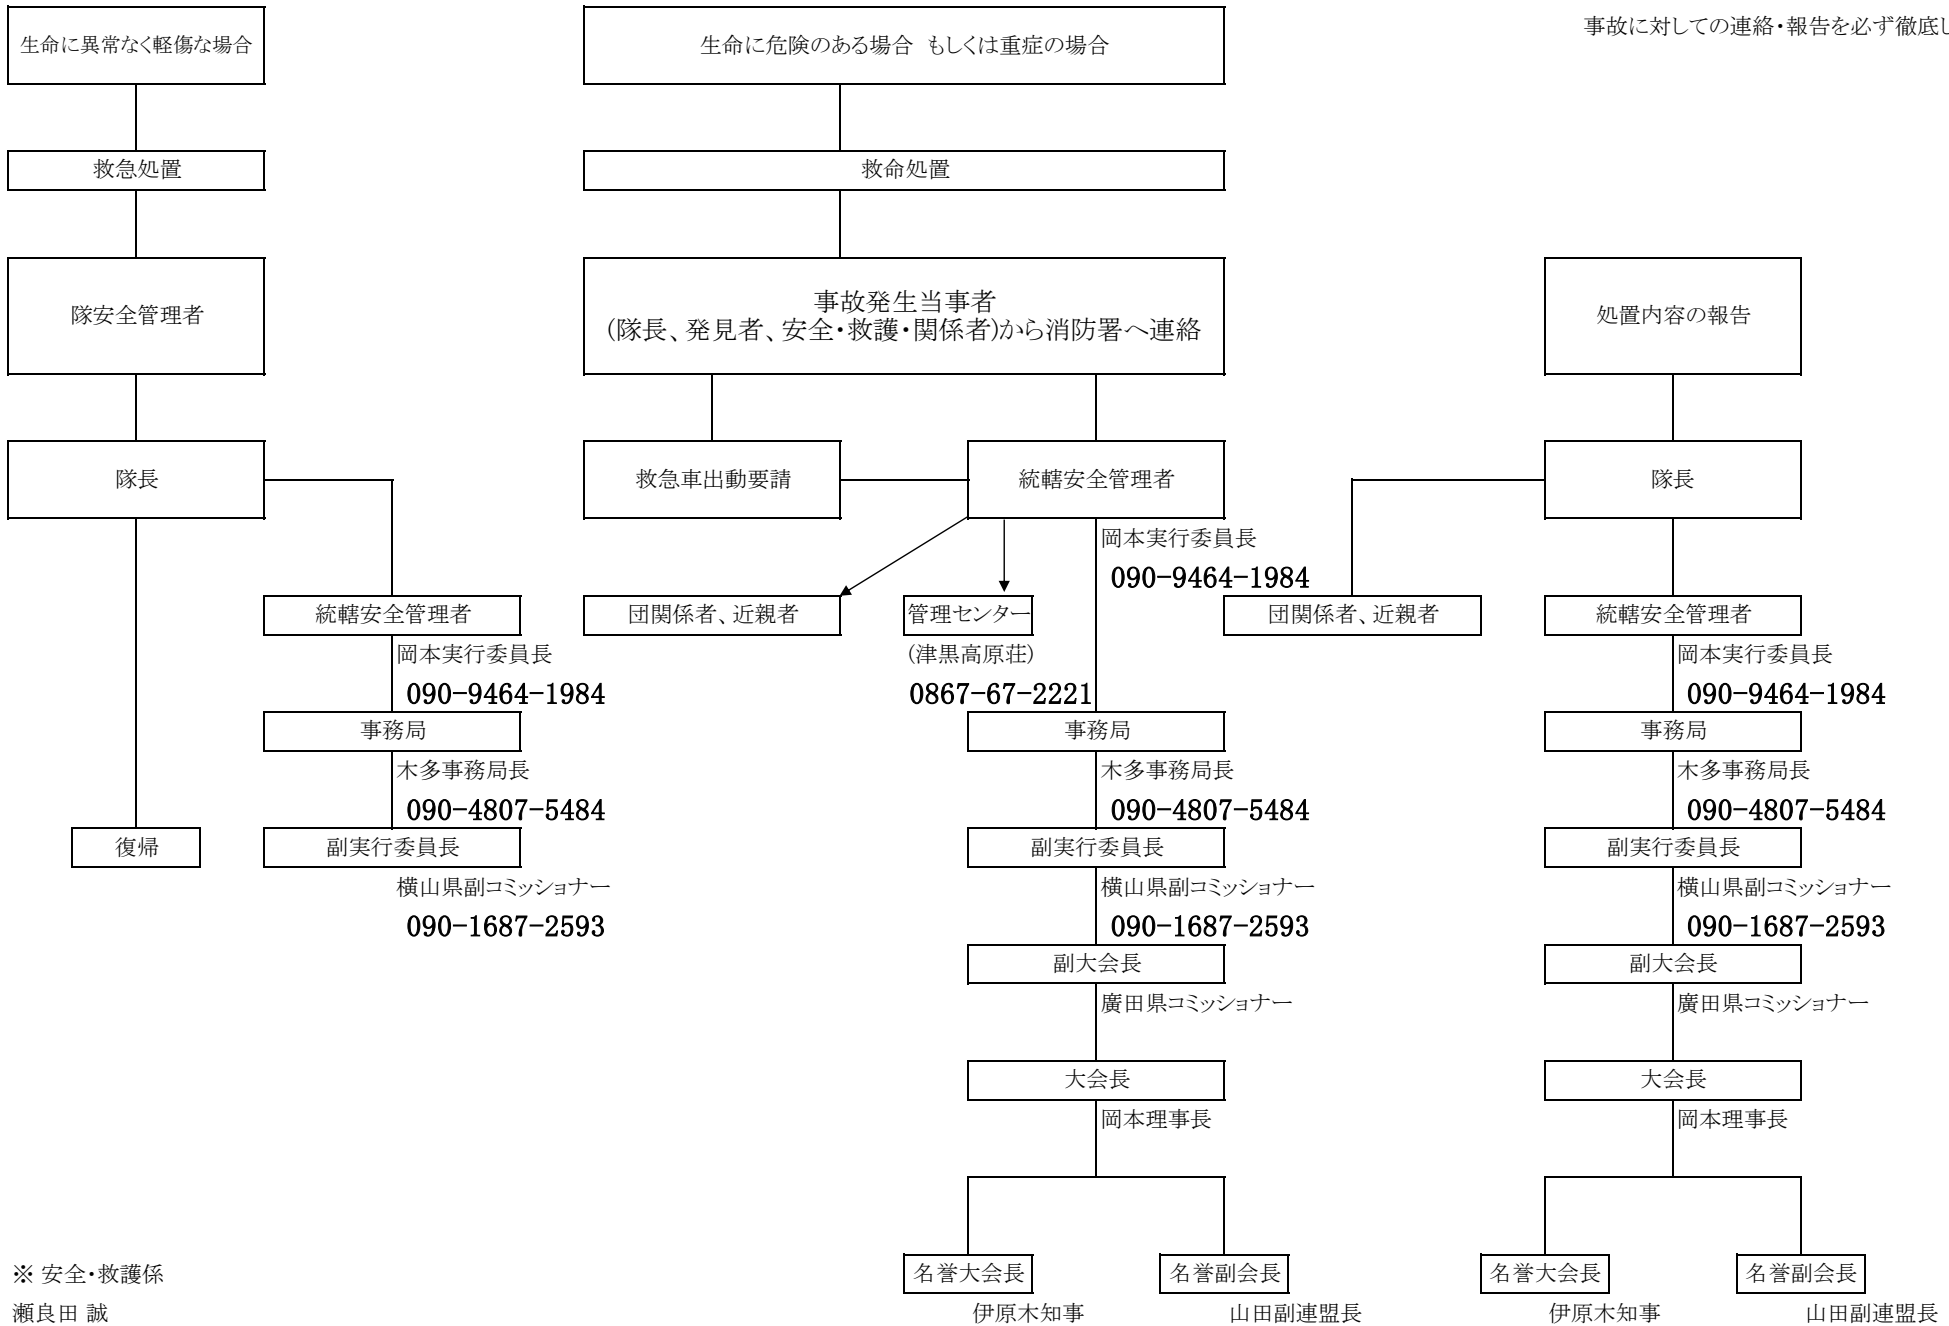 生命に異常なく軽傷な場合
生命に危険のある場合 もしくは重症の場合
事故に対しての連絡・報告を必ず徹底し
救急処置
救命処置
隊安全管理者
事故発生当事者
(隊長、発見者、安全・救護・関係者)から消防署へ連絡
処置内容の報告
隊長
救急車出動要請
統轄安全管理者
隊長
岡本実行委員長
090-9464-1984
統轄安全管理者
団関係者、近親者
管理センター
団関係者、近親者
統轄安全管理者
岡本実行委員長
(津黒高原荘)
岡本実行委員長
090-9464-1984
0867-67-2221
090-9464-1984
事務局
事務局
事務局
木多事務局長
木多事務局長
木多事務局長
090-4807-5484
090-4807-5484
090-4807-5484
復帰
副実行委員長
副実行委員長
副実行委員長
横山県副コミッショナー
横山県副コミッショナー
横山県副コミッショナー
090-1687-2593
090-1687-2593
090-1687-2593
副大会長
副大会長
廣田県コミッショナー
廣田県コミッショナー
大会長
大会長
岡本理事長
岡本理事長
※ 安全・救護係
名誉大会長
名誉副会長
名誉大会長
名誉副会長
瀬良田 誠
伊原木知事
山田副連盟長
伊原木知事
山田副連盟長